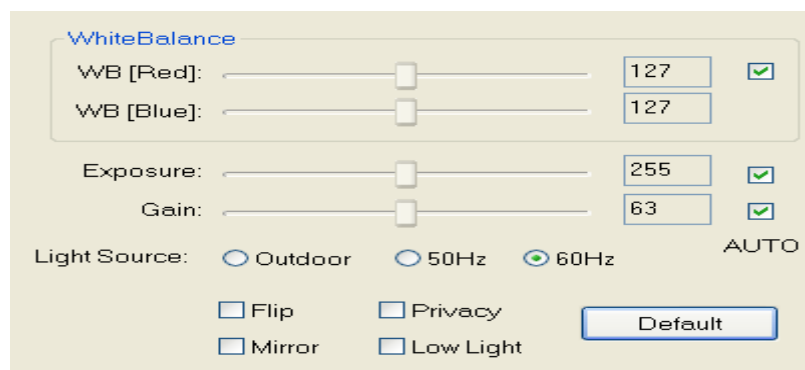 WhiteBalance
WB [Red]: 127
WB [Blue]: 127
Exposure: 255
Gain: 63
AUTO
Light Source: Outdoor 50Hz 60Hz
Flip Privacy
Default
Mirror Low Light